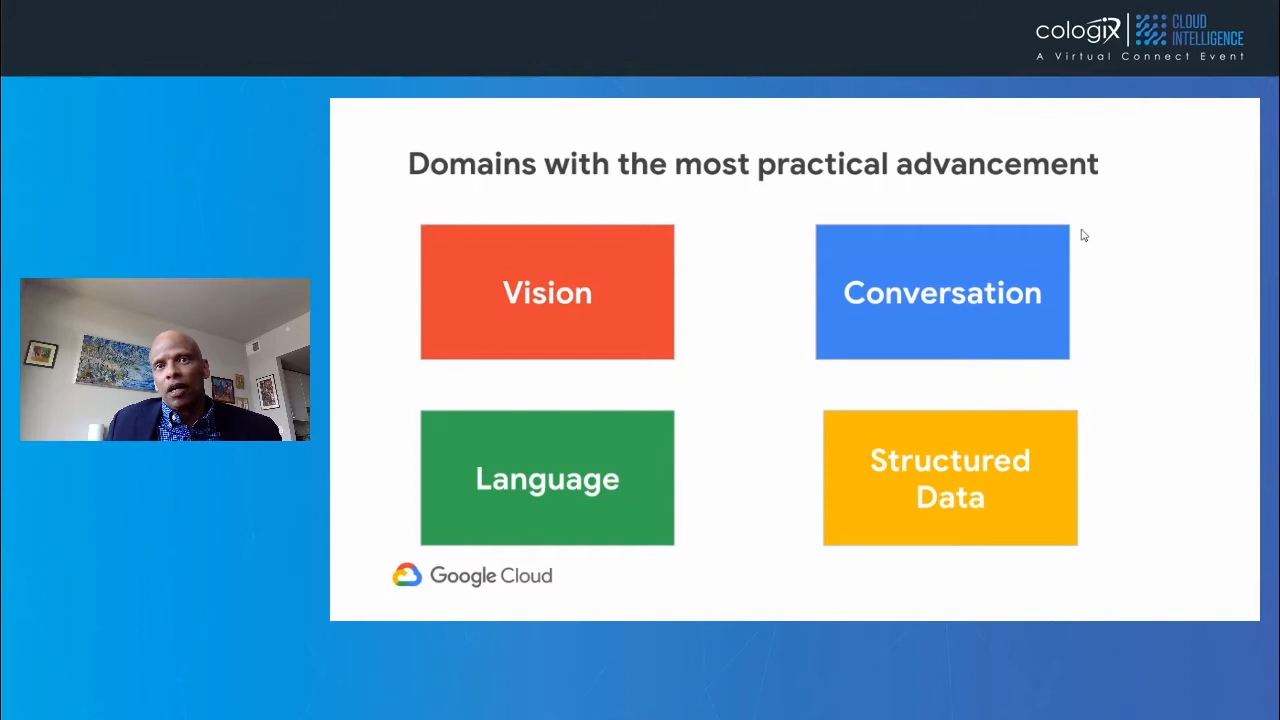 cologix
CLOUD
INTELLIGENCE
A Virtual Connect Event
Domains with the most practical advancement
Vision
Conversation
Language
Structured
Data
Google Cloud